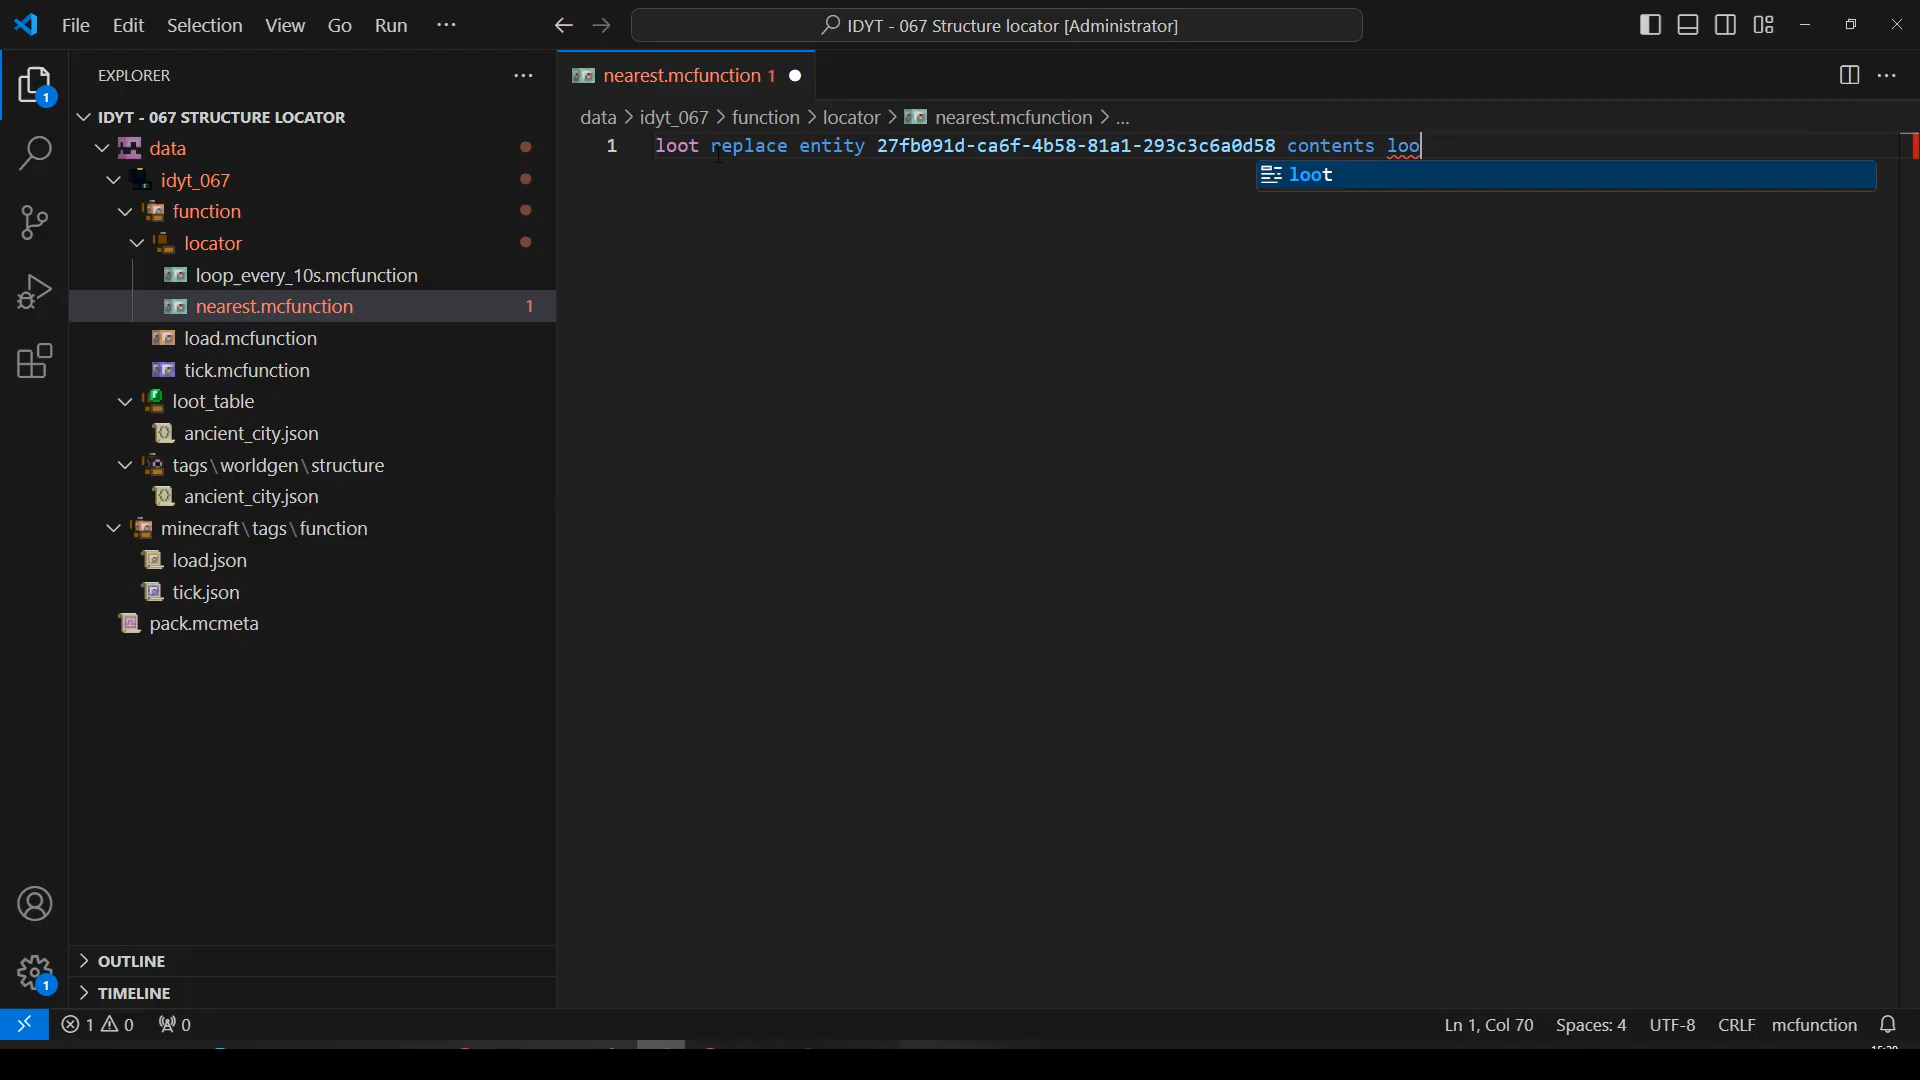 File Edit Selection View Go Run ···
IDYT - 067 Structure locator [Administrator]
EXPLORER
nearest.mcfunction 1
data > idyt_067 > function > locator > nearest.mcfunction > ...
IDYT - 067 STRUCTURE LOCATOR
1 loot replace entity 27fb091d-ca6f-4b58-81a1-293c3c6a0d58 contents loo
loot
data
idyt_067
function
locator
loop_every_10s.mcfunction
nearest.mcfunction 1
load.mcfunction
tick.mcfunction
loot_table
ancient_city.json
tags\worldgen\structure
ancient_city.json
minecraft\tags\function
load.json
tick.json
pack.mcmeta
1
OUTLINE
TIMELINE
1
1 0 0
Ln 1, Col 70 Spaces: 4 UTF-8 CRLF mcfunction